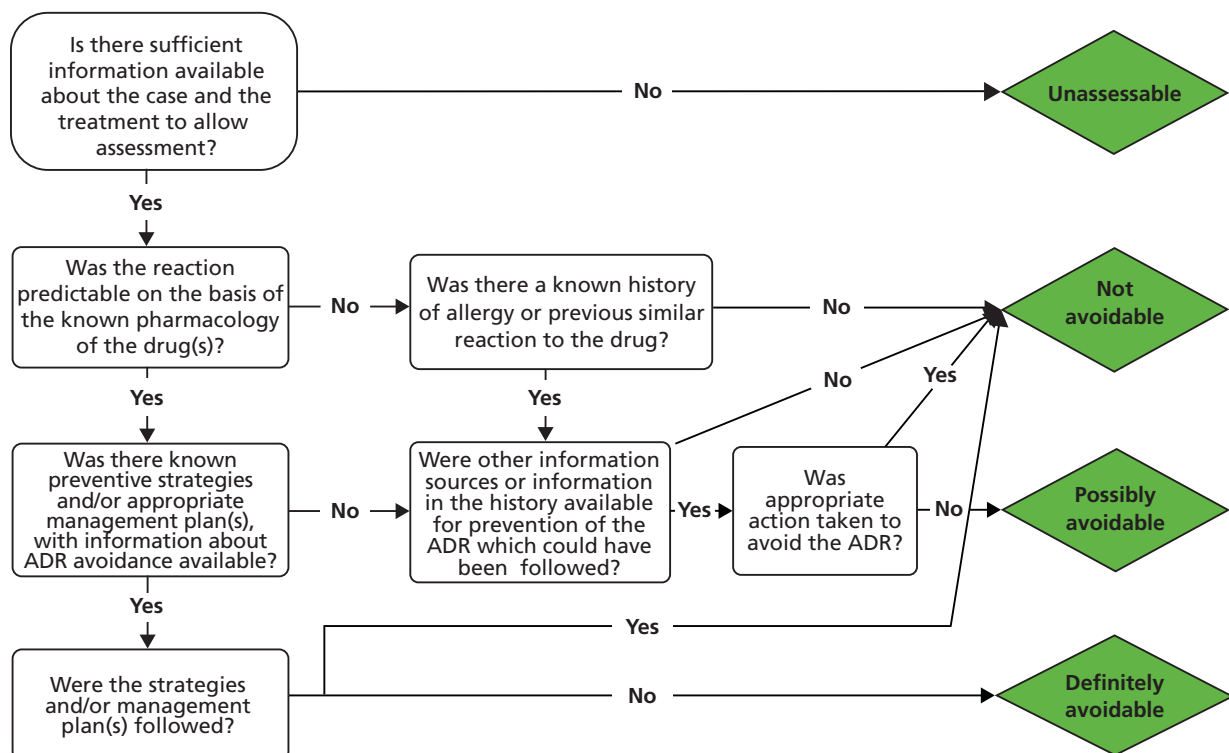 Is there sufficient
information available
about the case and the
treatment to allow
assessment?
No
Unassessable
Yes
Was the reaction
predictable on the basis of
the known pharmacology
of the drug(s)?
No
Was there a known history
of allergy or previous similar
reaction to the drug?
No
Not
avoidable
Yes
Yes
No
Yes
Was there known
preventive strategies
and/or appropriate
management plan(s),
with information about
ADR avoidance available?
No
Were other information
sources or information
in the history available
for prevention of the
ADR which could have
been followed?
Yes
Was
appropriate
action taken to
avoid the ADR?
No
Possibly
avoidable
Yes
Yes
Were the strategies
and/or management
plan(s) followed?
No
Definitely
avoidable